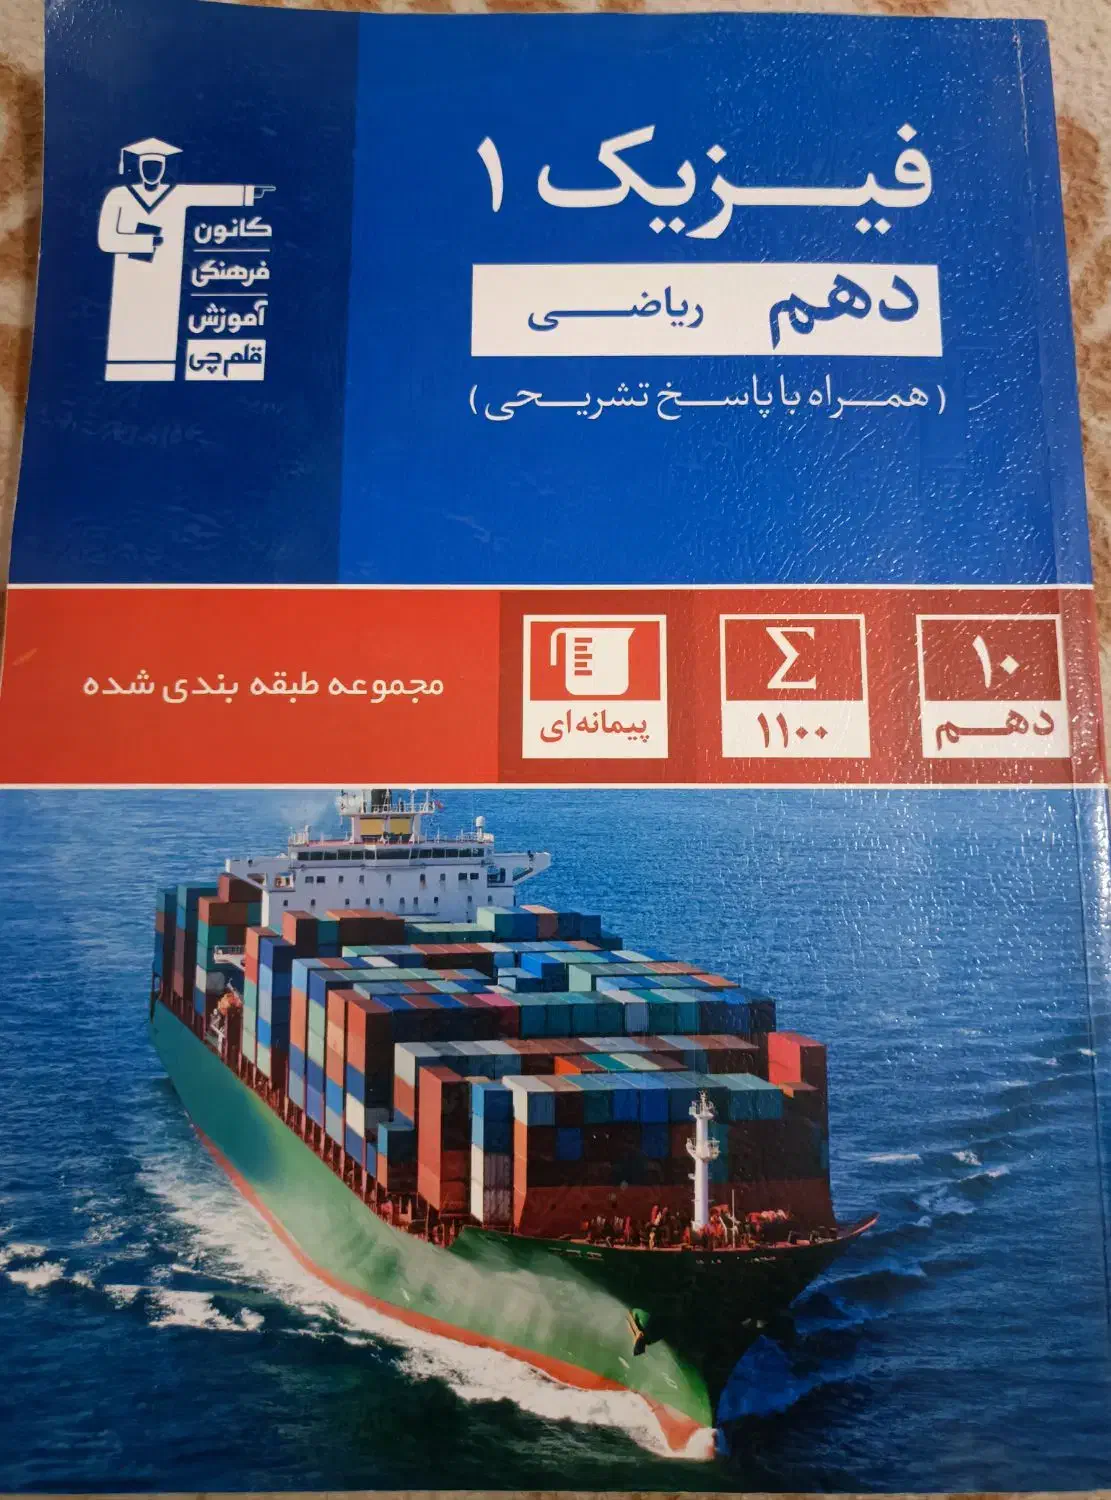 فیزیک ۱
دهم ریاضی
(همراه با پاسخ تشریحی)
کانون
فرهنگی
آموزش
قلم‌چی
۱۰
دهم
Σ
۱۱۰۰
پیمانه‌ای
مجموعه طبقه بندی شده